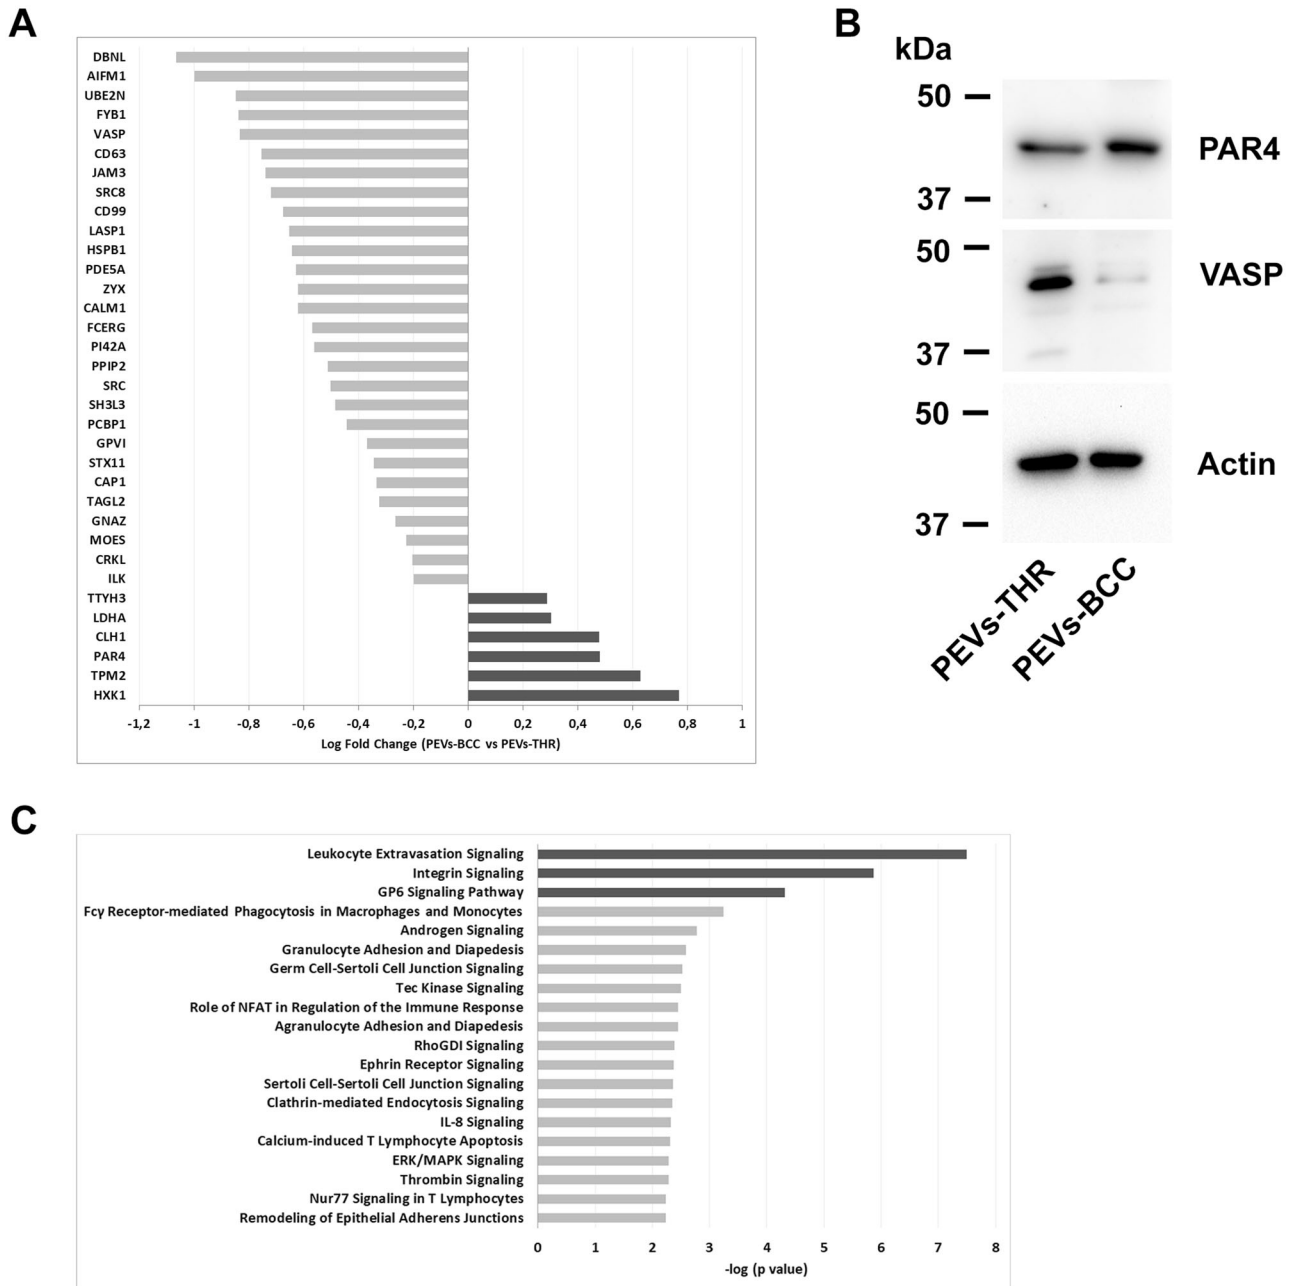 A
DBNL
AIFM1
UBE2N
FYB1
VASP
CD63
JAM3
SRC8
CD99
LASP1
HSPB1
PDE5A
ZYX
CALM1
FCERG
PI42A
PPIP2
SRC
SH3L3
PCBP1
GPVI
STX11
CAP1
TAGL2
GNAZ
MOES
CRKL
ILK
TTYH3
LDHA
CLH1
PAR4
TPM2
HXK1
-1,2 -1 -0,8 -0,6 -0,4 -0,2 0 0,2 0,4 0,6 0,8 1
Log Fold Change (PEVs-BCC vs PEVs-THR)
B
kDa
50
PAR4
37
50
VASP
37
50
Actin
37
PEVs-THR
PEVs-BCC
C
Leukocyte Extravasation Signaling
Integrin Signaling
GP6 Signaling Pathway
Fcγ Receptor-mediated Phagocytosis in Macrophages and Monocytes
Androgen Signaling
Granulocyte Adhesion and Diapedesis
Germ Cell-Sertoli Cell Junction Signaling
Tec Kinase Signaling
Role of NFAT in Regulation of the Immune Response
Agranulocyte Adhesion and Diapedesis
RhoGDI Signaling
Ephrin Receptor Signaling
Sertoli Cell-Sertoli Cell Junction Signaling
Clathrin-mediated Endocytosis Signaling
IL-8 Signaling
Calcium-induced T Lymphocyte Apoptosis
ERK/MAPK Signaling
Thrombin Signaling
Nur77 Signaling in T Lymphocytes
Remodeling of Epithelial Adherens Junctions
0 1 2 3 4 5 6 7 8
-log (p value)